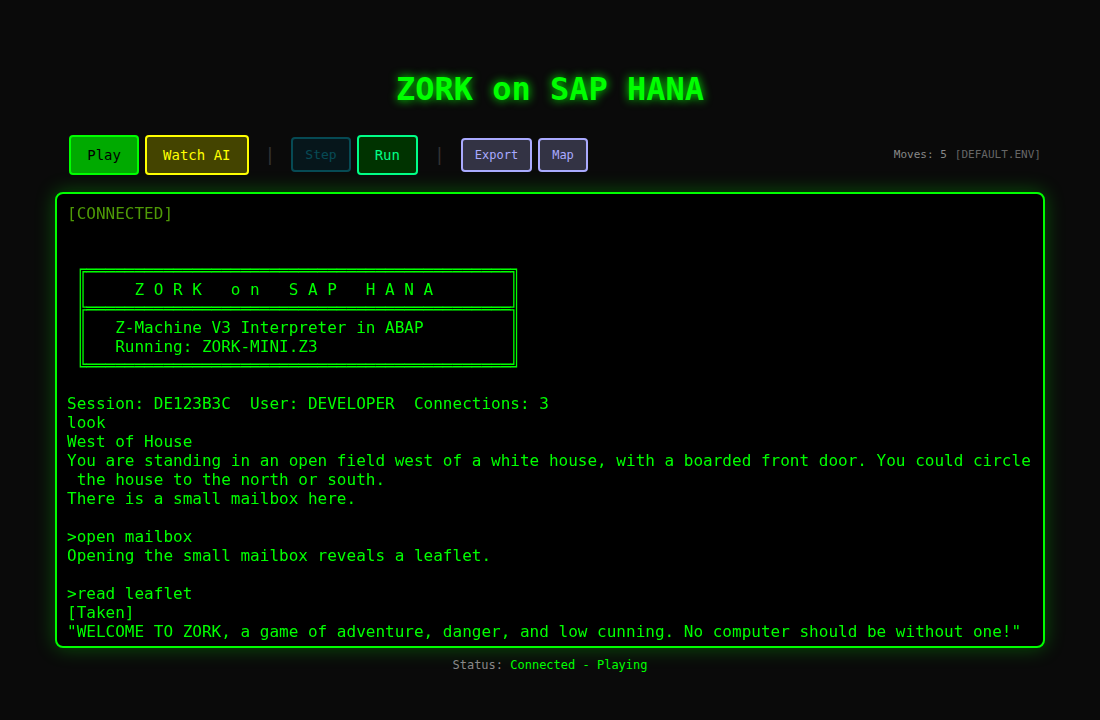 ZORK on SAP HANA
Play Watch AI | Step Run | Export Map Moves: 5 [DEFAULT.ENV]
[CONNECTED]
Z O R K   o n   S A P   H A N A
Z-Machine V3 Interpreter in ABAP
Running: ZORK-MINI.Z3
Session: DE123B3C  User: DEVELOPER  Connections: 3
look
West of House
You are standing in an open field west of a white house, with a boarded front door. You could circle
the house to the north or south.
There is a small mailbox here.
>open mailbox
Opening the small mailbox reveals a leaflet.
>read leaflet
[Taken]
"WELCOME TO ZORK, a game of adventure, danger, and low cunning. No computer should be without one!"
Status: Connected - Playing